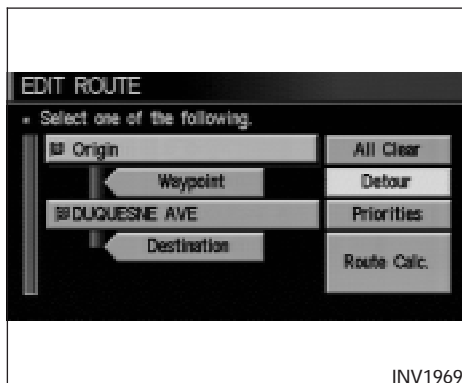 EDIT ROUTE
Select one of the following.
Origin
All Clear
Waypoint
Detour
DUQUESNE AVE
Priorities
Destination
Route Calc.
INV1969